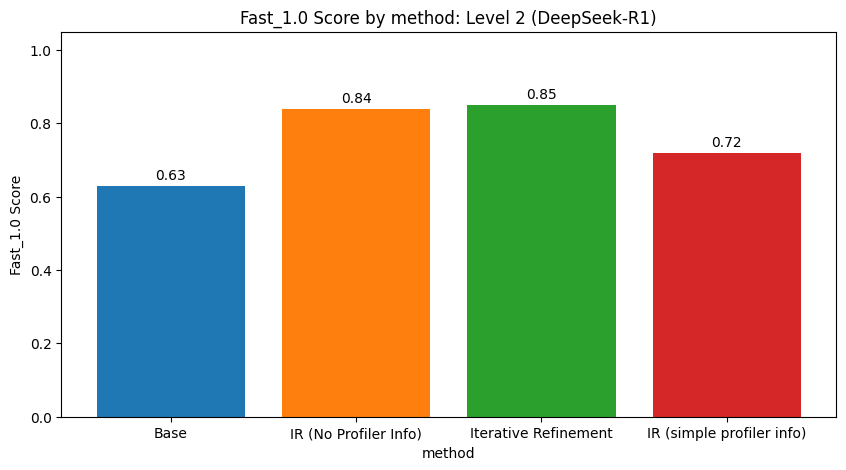 Fast_1.0 Score by method: Level 2 (DeepSeek-R1)
Fast_1.0 Score
1.0
0.8
0.6
0.4
0.2
0.0
0.63
0.84
0.85
0.72
Base
IR (No Profiler Info)
Iterative Refinement
IR (simple profiler info)
method